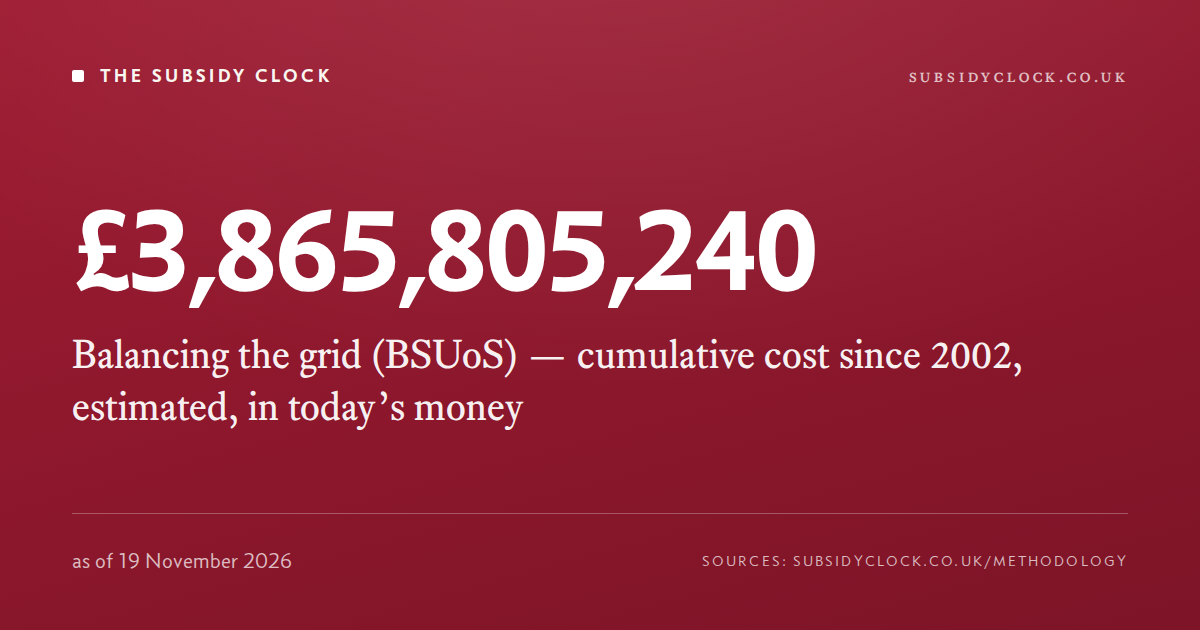 THE SUBSIDY CLOCK
SUBSIDYCLOCK.CO.UK
£3,865,805,240
Balancing the grid (BSUoS) — cumulative cost since 2002,
estimated, in today’s money
as of 19 November 2026
SOURCES: SUBSIDYCLOCK.CO.UK/METHODOLOGY